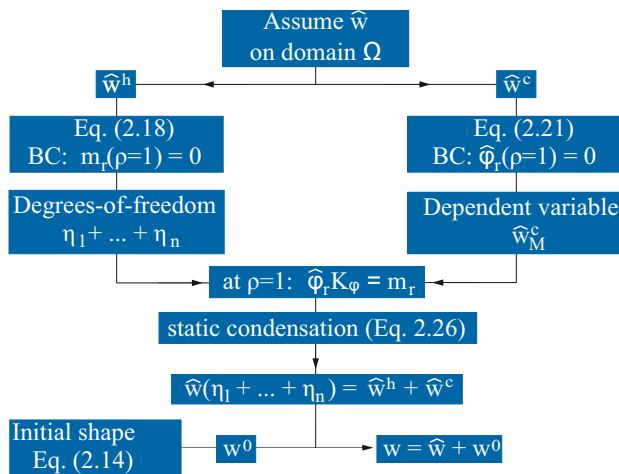 Assume ŵ
on domain Ω
ŵʰ
ŵᶜ
Eq. (2.18)
BC: mᵣ(ρ=1) = 0
Eq. (2.21)
BC: φ̂ᵣ(ρ=1) = 0
Degrees-of-freedom
η₁+ ... + ηₙ
Dependent variable
ŵᶜ_M
at ρ=1: φ̂ᵣK_φ = mᵣ
static condensation (Eq. 2.26)
ŵ(η₁ + ... + ηₙ) = ŵʰ + ŵᶜ
Initial shape
Eq. (2.14)
w⁰
w = ŵ + w⁰